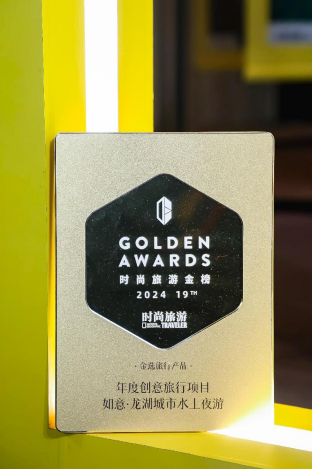 GOLDEN
AWARDS
时尚旅游金榜
2024 19TH
时尚旅游
TRAVELER
·金选旅行产品·
年度创意旅行项目
如意·龙湖城市水上夜游